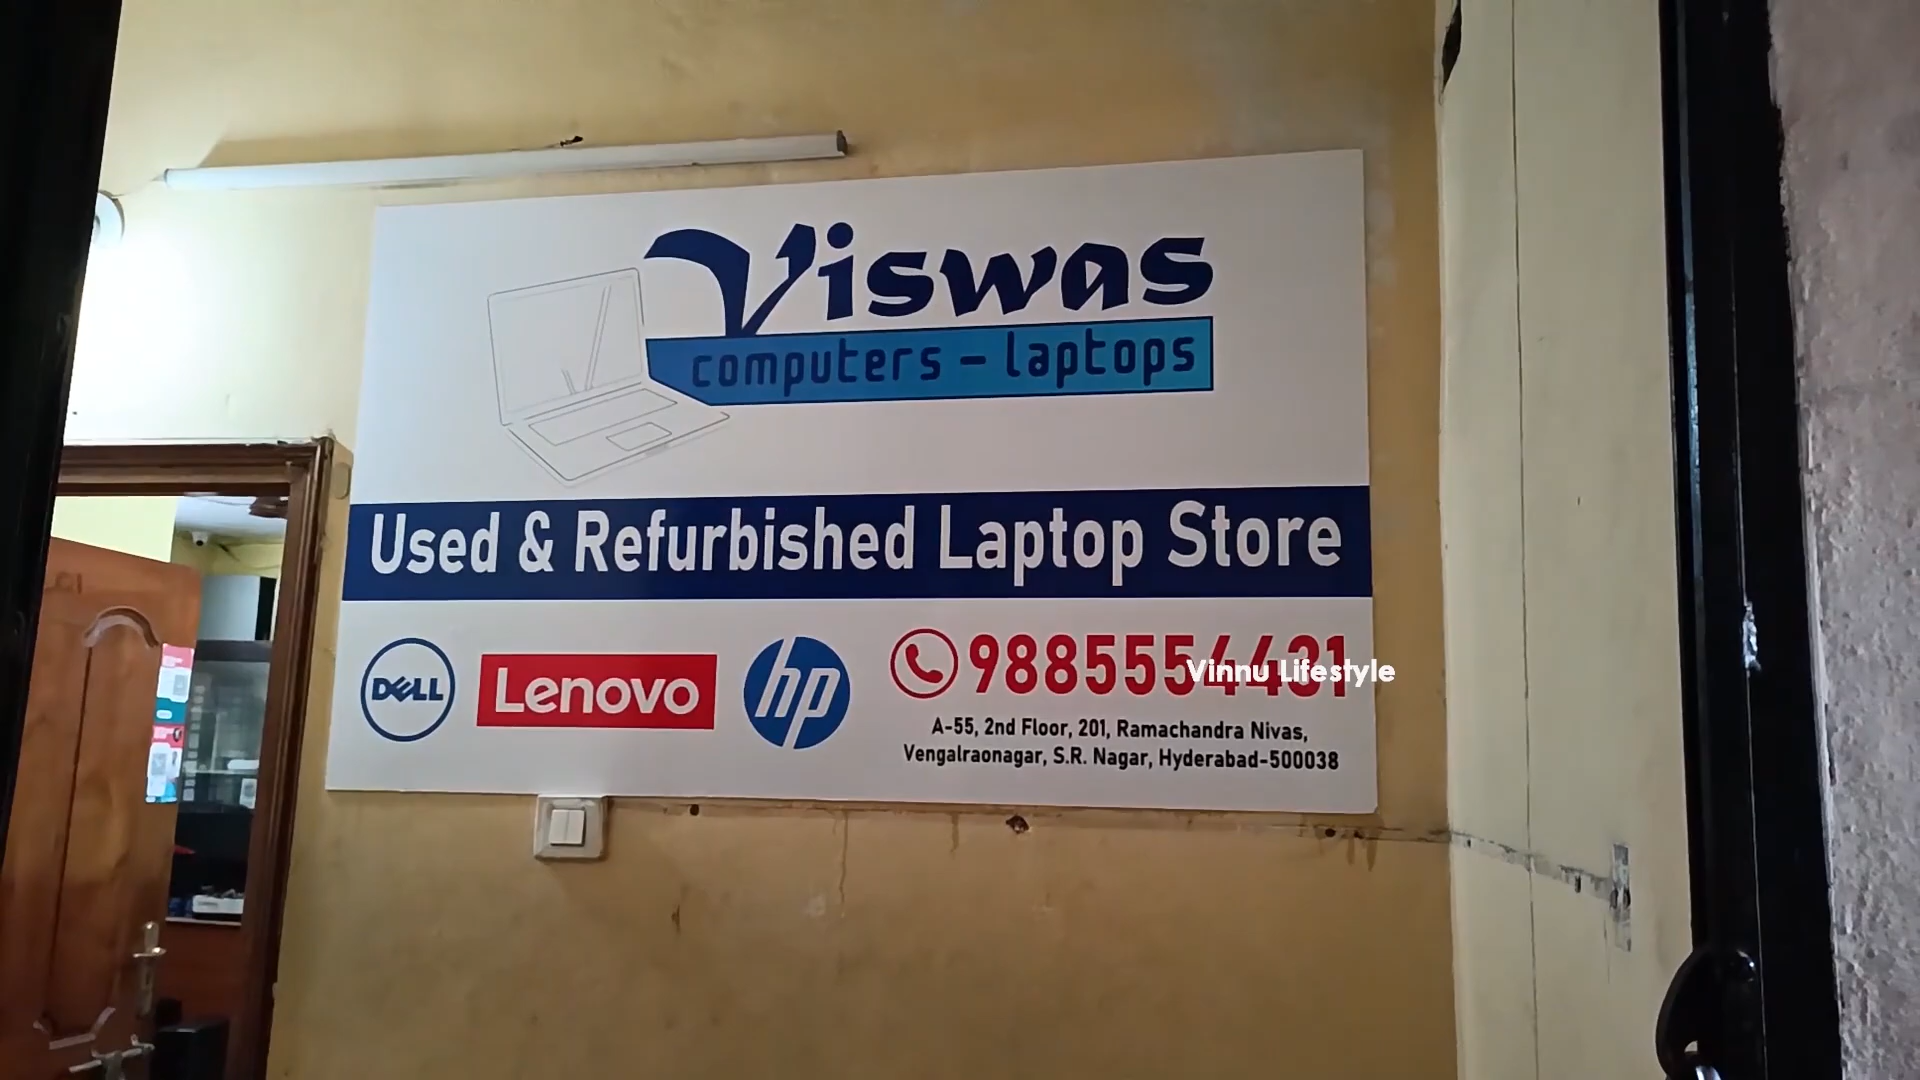 Viswas
computers - laptops
Used & Refurbished Laptop Store
DELL
Lenovo
hp
9885554431
Vinnu Lifestyle
A-55, 2nd Floor, 201, Ramachandra Nivas,
Vengalraonagar, S.R. Nagar, Hyderabad-500038